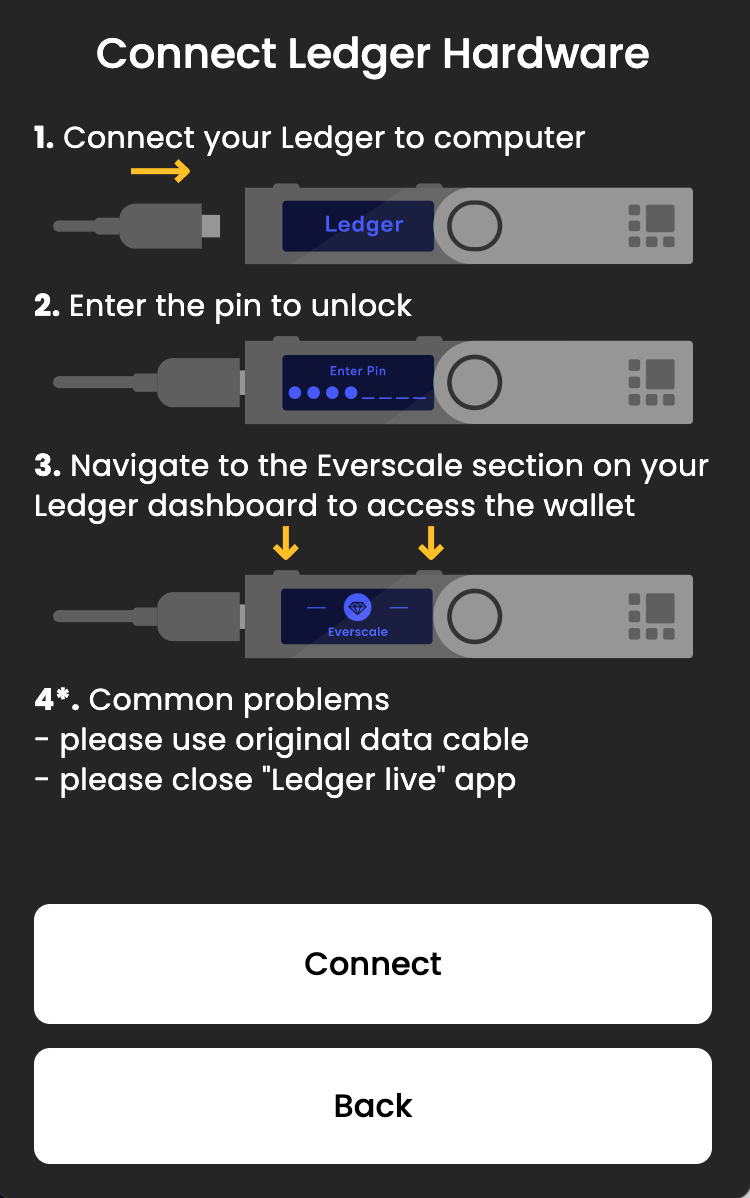 Connect Ledger Hardware
1. Connect your Ledger to computer
Ledger
2. Enter the pin to unlock
Enter Pin
3. Navigate to the Everscale section on your
Ledger dashboard to access the wallet
Everscale
4*. Common problems
- please use original data cable
- please close "Ledger live" app
Connect
Back